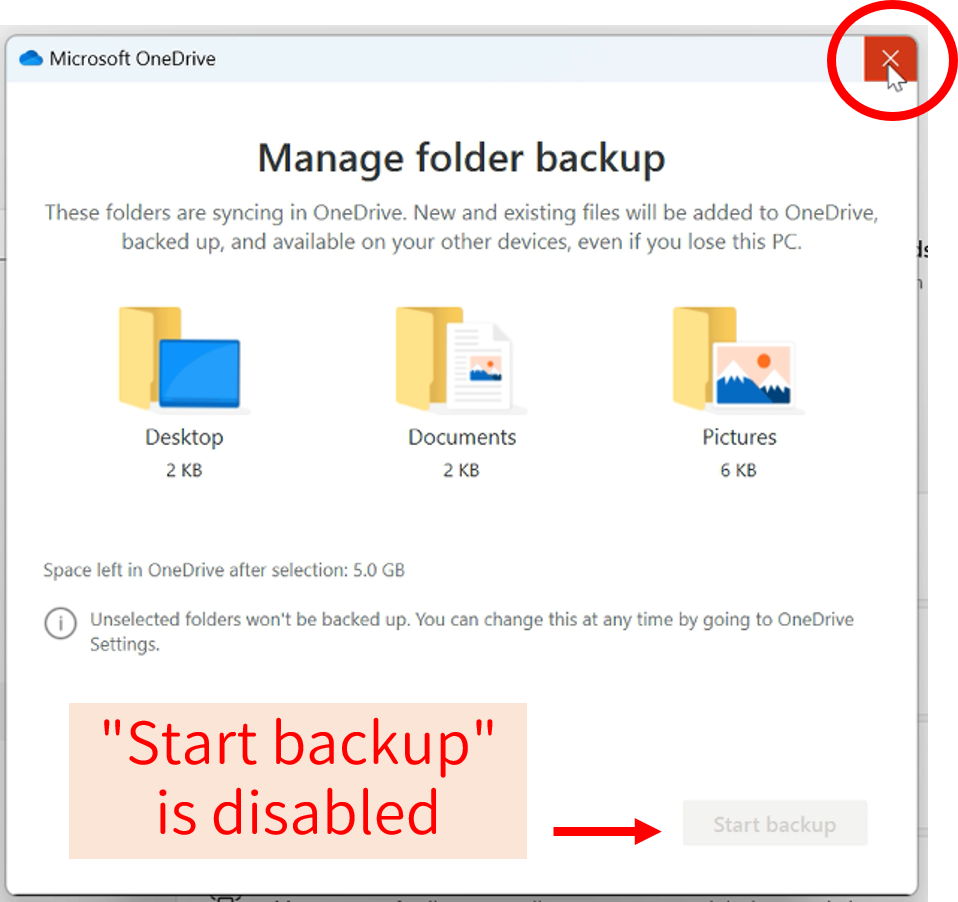 Microsoft OneDrive
Manage folder backup
These folders are syncing in OneDrive. New and existing files will be added to OneDrive,
backed up, and available on your other devices, even if you lose this PC.
Desktop
2 KB
Documents
2 KB
Pictures
6 KB
Space left in OneDrive after selection: 5.0 GB
Unselected folders won't be backed up. You can change this at any time by going to OneDrive
Settings.
"Start backup"
is disabled
Start backup